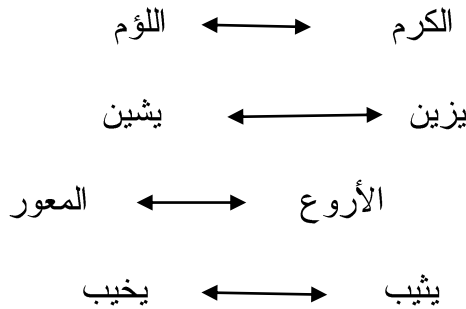 الكرم اللؤم
يزين يشين
الأروع المعور
يثيب يخيب